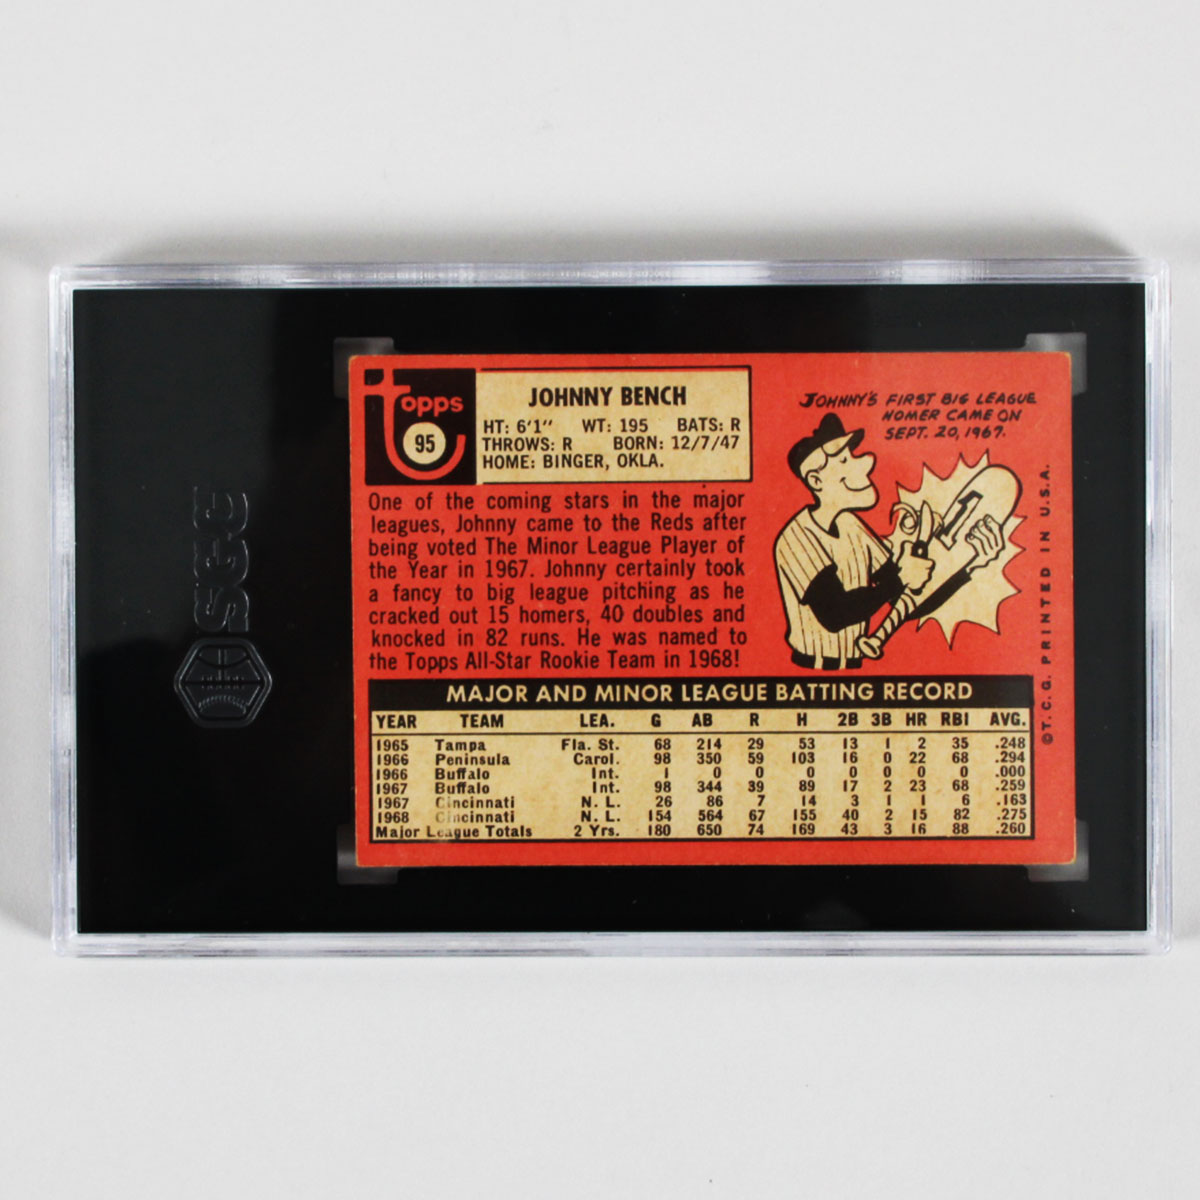 SGC
topps
95
JOHNNY BENCH
HT: 6'1" WT: 195 BATS: R
THROWS: R BORN: 12/7/47
HOME: BINGER, OKLA.
One of the coming stars in the major
leagues, Johnny came to the Reds after
being voted The Minor League Player of
the Year in 1967. Johnny certainly took
a fancy to big league pitching as he
cracked out 15 homers, 40 doubles and
knocked in 82 runs. He was named to
the Topps All-Star Rookie Team in 1968!
JOHNNY'S FIRST BIG LEAGUE
HOMER CAME ON
SEPT. 20, 1967.
1
©T. C. G. PRINTED IN U.S.A.
MAJOR AND MINOR LEAGUE BATTING RECORD
YEAR TEAM LEA. G AB R H 2B 3B HR RBI AVG.
1965 Tampa Fla. St. 68 214 29 53 13 1 2 35 .248
1966 Peninsula Carol. 98 350 59 103 16 0 22 68 .294
1966 Buffalo Int. 1 0 0 0 0 0 0 0 .000
1967 Buffalo Int. 98 344 39 89 17 2 23 68 .259
1967 Cincinnati N. L. 26 86 7 14 3 1 1 6 .163
1968 Cincinnati N. L. 154 564 67 155 40 2 15 82 .275
Major League Totals 2 Yrs. 180 650 74 169 43 3 16 88 .260